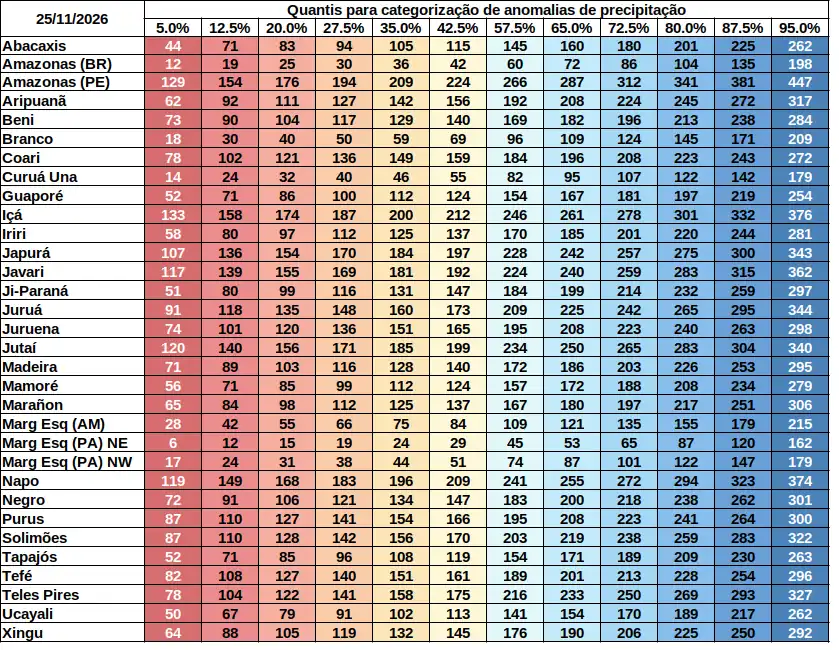 25/11/2026
Quantis para categorização de anomalias de precipitação
5.0% 12.5% 20.0% 27.5% 35.0% 42.5% 57.5% 65.0% 72.5% 80.0% 87.5% 95.0%
Abacaxis 44 71 83 94 105 115 145 160 180 201 225 262
Amazonas (BR) 12 19 25 30 36 42 60 72 86 104 135 198
Amazonas (PE) 129 154 176 194 209 224 266 287 312 341 381 447
Aripuanã 62 92 111 127 142 156 192 208 224 245 272 317
Beni 73 90 104 117 129 140 169 182 196 213 238 284
Branco 18 30 40 50 59 69 96 109 124 145 171 209
Coari 78 102 121 136 149 159 184 196 208 223 243 272
Curuá Una 14 24 32 40 46 55 82 95 107 122 142 179
Guaporé 52 71 86 100 112 124 154 167 181 197 219 254
Içá 133 158 174 187 200 212 246 261 278 301 332 376
Iriri 58 80 97 112 125 137 170 185 201 220 244 281
Japurá 107 136 154 170 184 197 228 242 257 275 300 343
Javari 117 139 155 169 181 192 224 240 259 283 315 362
Ji-Paraná 51 80 99 116 131 147 184 199 214 232 259 297
Juruá 91 118 135 148 160 173 209 225 242 265 295 344
Juruena 74 101 120 136 151 165 195 208 223 240 263 298
Jutaí 120 140 156 171 185 199 234 250 265 283 304 340
Madeira 71 89 103 116 128 140 172 186 203 226 253 295
Mamoré 56 71 85 99 112 124 157 172 188 208 234 279
Marañon 65 84 98 112 125 137 167 180 197 217 251 306
Marg Esq (AM) 28 42 55 66 75 84 109 121 135 155 179 215
Marg Esq (PA) NE 6 12 15 19 24 29 45 53 65 87 120 162
Marg Esq (PA) NW 17 24 31 38 44 51 74 87 101 122 147 179
Napo 119 149 168 183 196 209 241 255 272 294 323 374
Negro 72 91 106 121 134 147 183 200 218 238 262 301
Purus 87 110 127 141 154 166 195 208 223 241 264 300
Solimões 87 110 128 142 156 170 203 219 238 259 283 322
Tapajós 52 71 85 96 108 119 154 171 189 209 230 263
Tefé 82 108 127 140 151 161 189 201 213 228 254 296
Teles Pires 78 104 122 141 158 175 216 233 250 269 293 327
Ucayali 50 67 79 91 102 113 141 154 170 189 217 262
Xingu 64 88 105 119 132 145 176 190 206 225 250 292